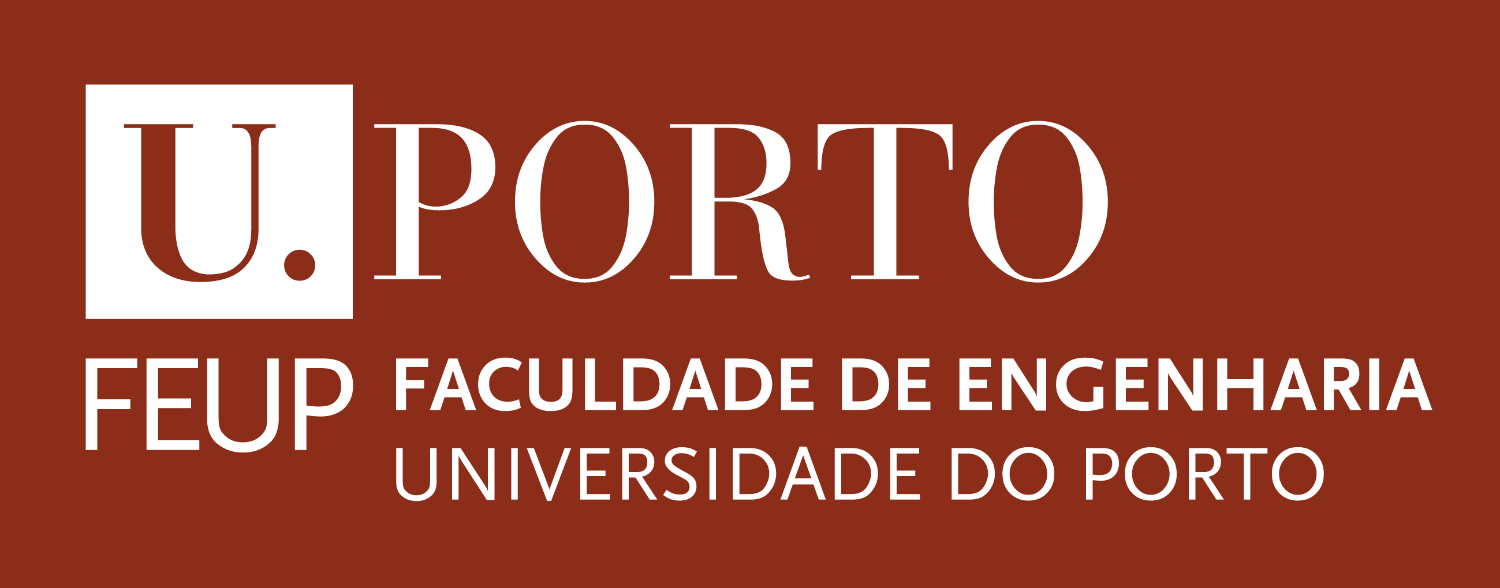 U.PORTO
FEUP FACULDADE DE ENGENHARIA
UNIVERSIDADE DO PORTO